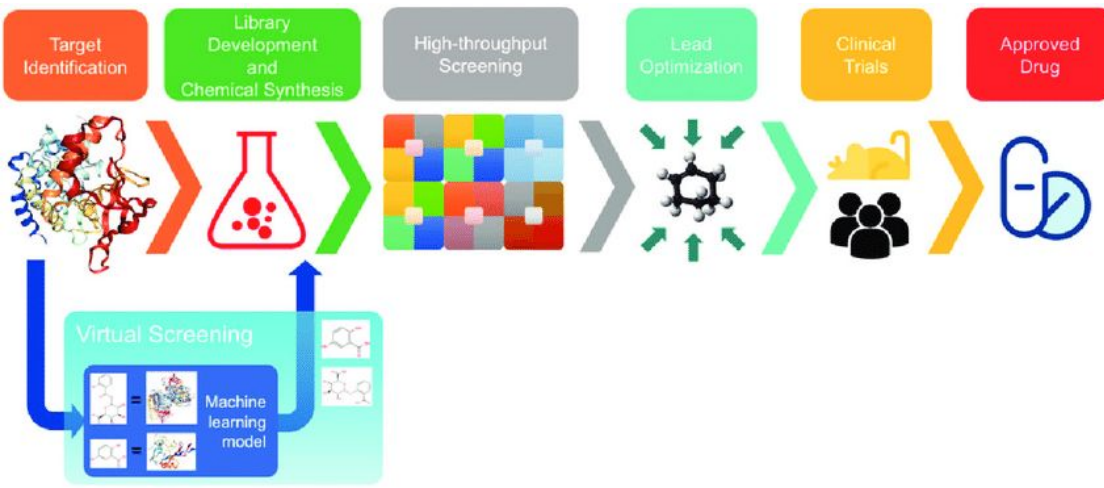 Target
Identification
Library
Development
and
Chemical Synthesis
High-throughput
Screening
Lead
Optimization
Clinical
Trials
Approved
Drug
Virtual Screening
Machine
learning
model